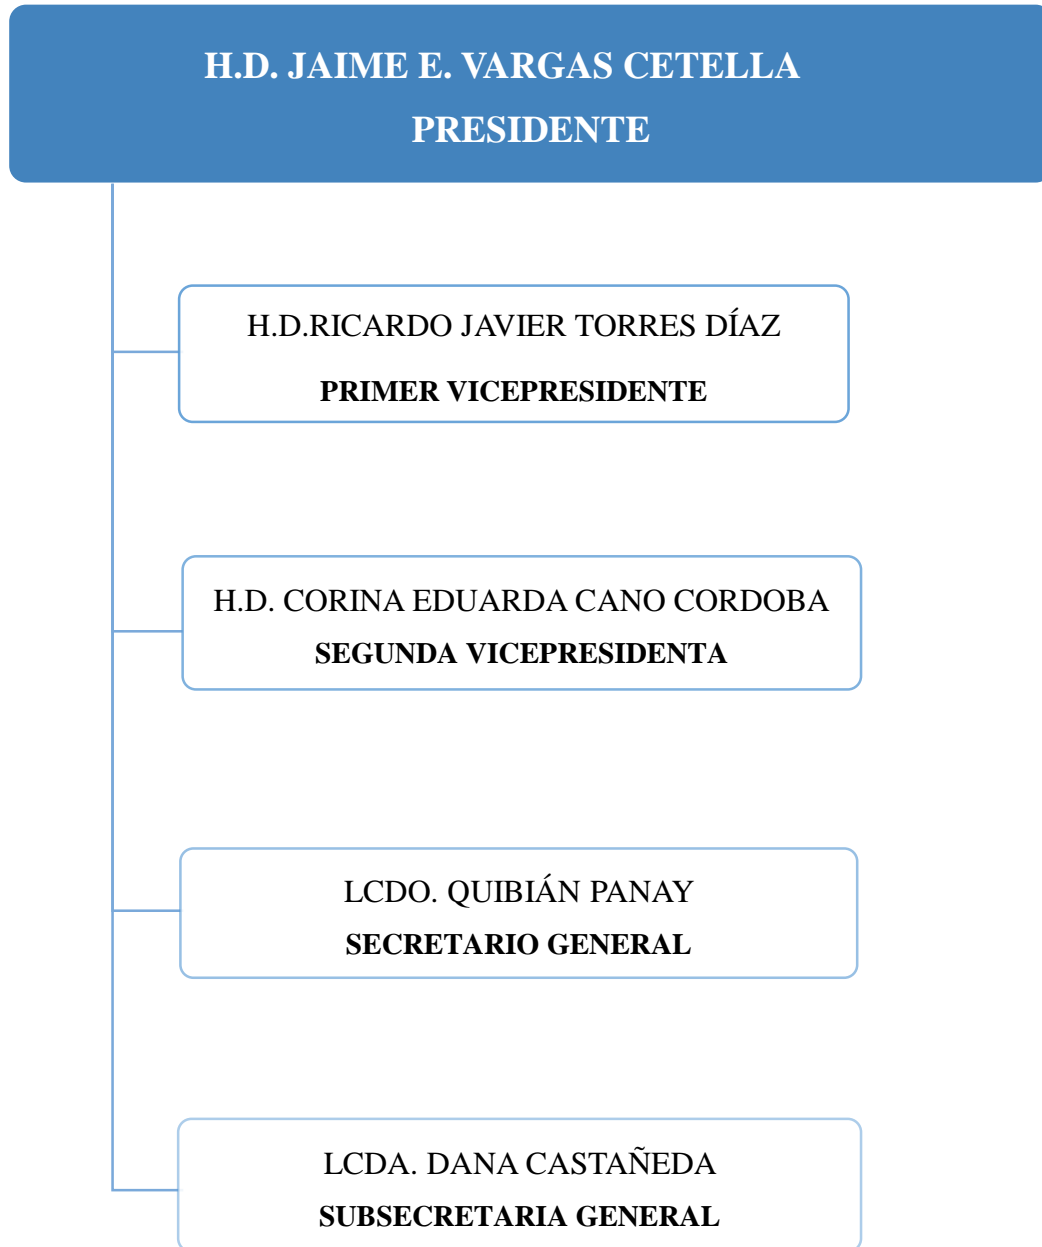 H.D. JAIME E. VARGAS CETELLA
PRESIDENTE
H.D.RICARDO JAVIER TORRES DÍAZ
PRIMER VICEPRESIDENTE
H.D. CORINA EDUARDA CANO CORDOBA
SEGUNDA VICEPRESIDENTA
LCDO. QUIBIÁN PANAY
SECRETARIO GENERAL
LCDA. DANA CASTAÑEDA
SUBSECRETARIA GENERAL